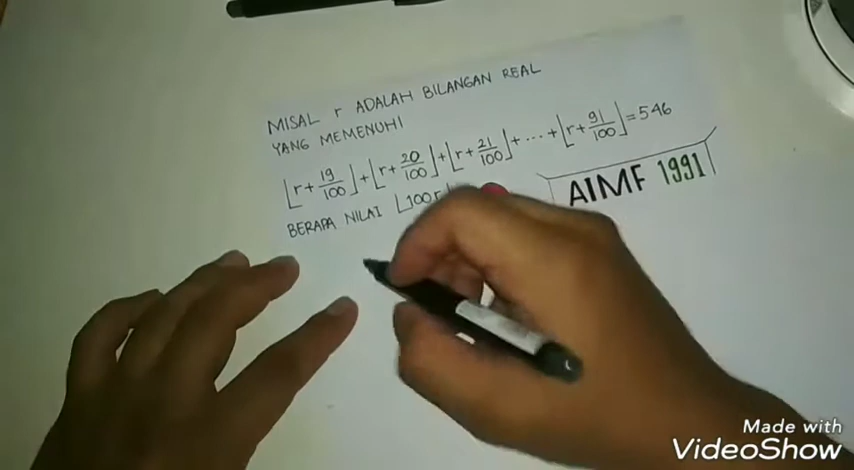 MISAL r ADALAH BILANGAN REAL
YANG MEMENUHI
⌊r+19/100⌋+⌊r+20/100⌋+⌊r+21/100⌋+⋯+⌊r+91/100⌋=546
BERAPA NILAI ⌊100r⌋
AIMF 1991
Made with
VideoShow